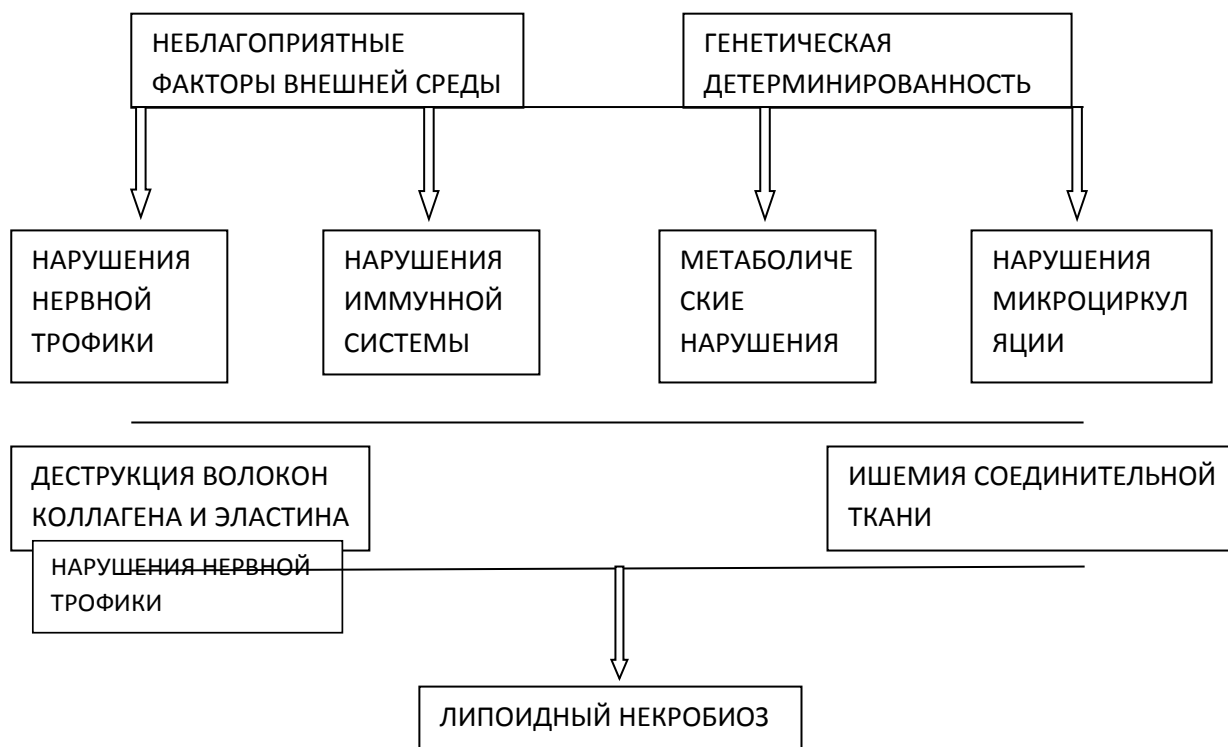 НЕБЛАГОПРИЯТНЫЕ
ФАКТОРЫ ВНЕШНЕЙ СРЕДЫ
ГЕНЕТИЧЕСКАЯ
ДЕТЕРМИНИРОВАННОСТЬ
НАРУШЕНИЯ
НЕРВНОЙ
ТРОФИКИ
НАРУШЕНИЯ
ИММУННОЙ
СИСТЕМЫ
МЕТАБОЛИЧЕ
СКИЕ
НАРУШЕНИЯ
НАРУШЕНИЯ
МИКРОЦИРКУЛ
ЯЦИИ
ДЕСТРУКЦИЯ ВОЛОКОН
КОЛЛАГЕНА И ЭЛАСТИНА
ИШЕМИЯ СОЕДИНИТЕЛЬНОЙ
ТКАНИ
НАРУШЕНИЯ НЕРВНОЙ
ТРОФИКИ
ЛИПОИДНЫЙ НЕКРОБИОЗ